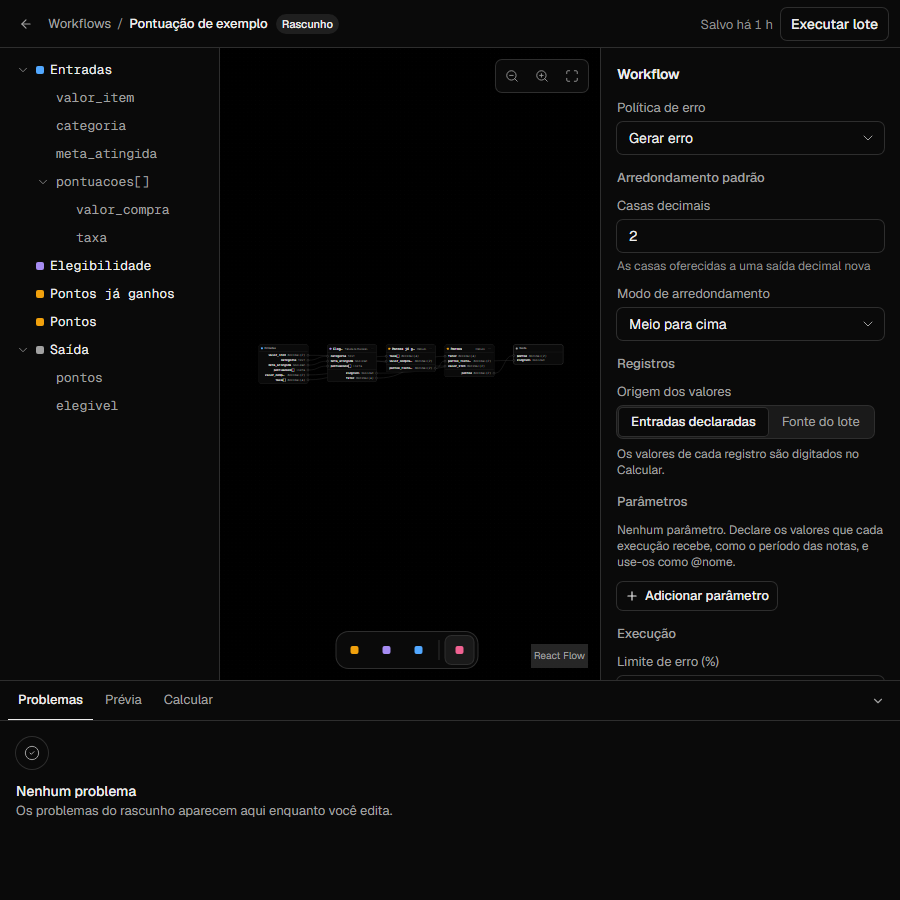 Workflows / Pontuação de exemplo Rascunho
Salvo há 1 h
Executar lote
Entradas
valor_item
categoria
meta_atingida
pontuacoes[]
valor_compra
taxa
Elegibilidade
Pontos já ganhos
Pontos
Saída
pontos
elegivel
React Flow
Workflow
Política de erro
Gerar erro
Arredondamento padrão
Casas decimais
2
As casas oferecidas a uma saída decimal nova
Modo de arredondamento
Meio para cima
Registros
Origem dos valores
Entradas declaradas
Fonte do lote
Os valores de cada registro são digitados no
Calcular.
Parâmetros
Nenhum parâmetro. Declare os valores que cada
execução recebe, como o período das notas, e
use-os como @nome.
Adicionar parâmetro
Execução
Limite de erro (%)
Problemas
Prévia
Calcular
Nenhum problema
Os problemas do rascunho aparecem aqui enquanto você edita.